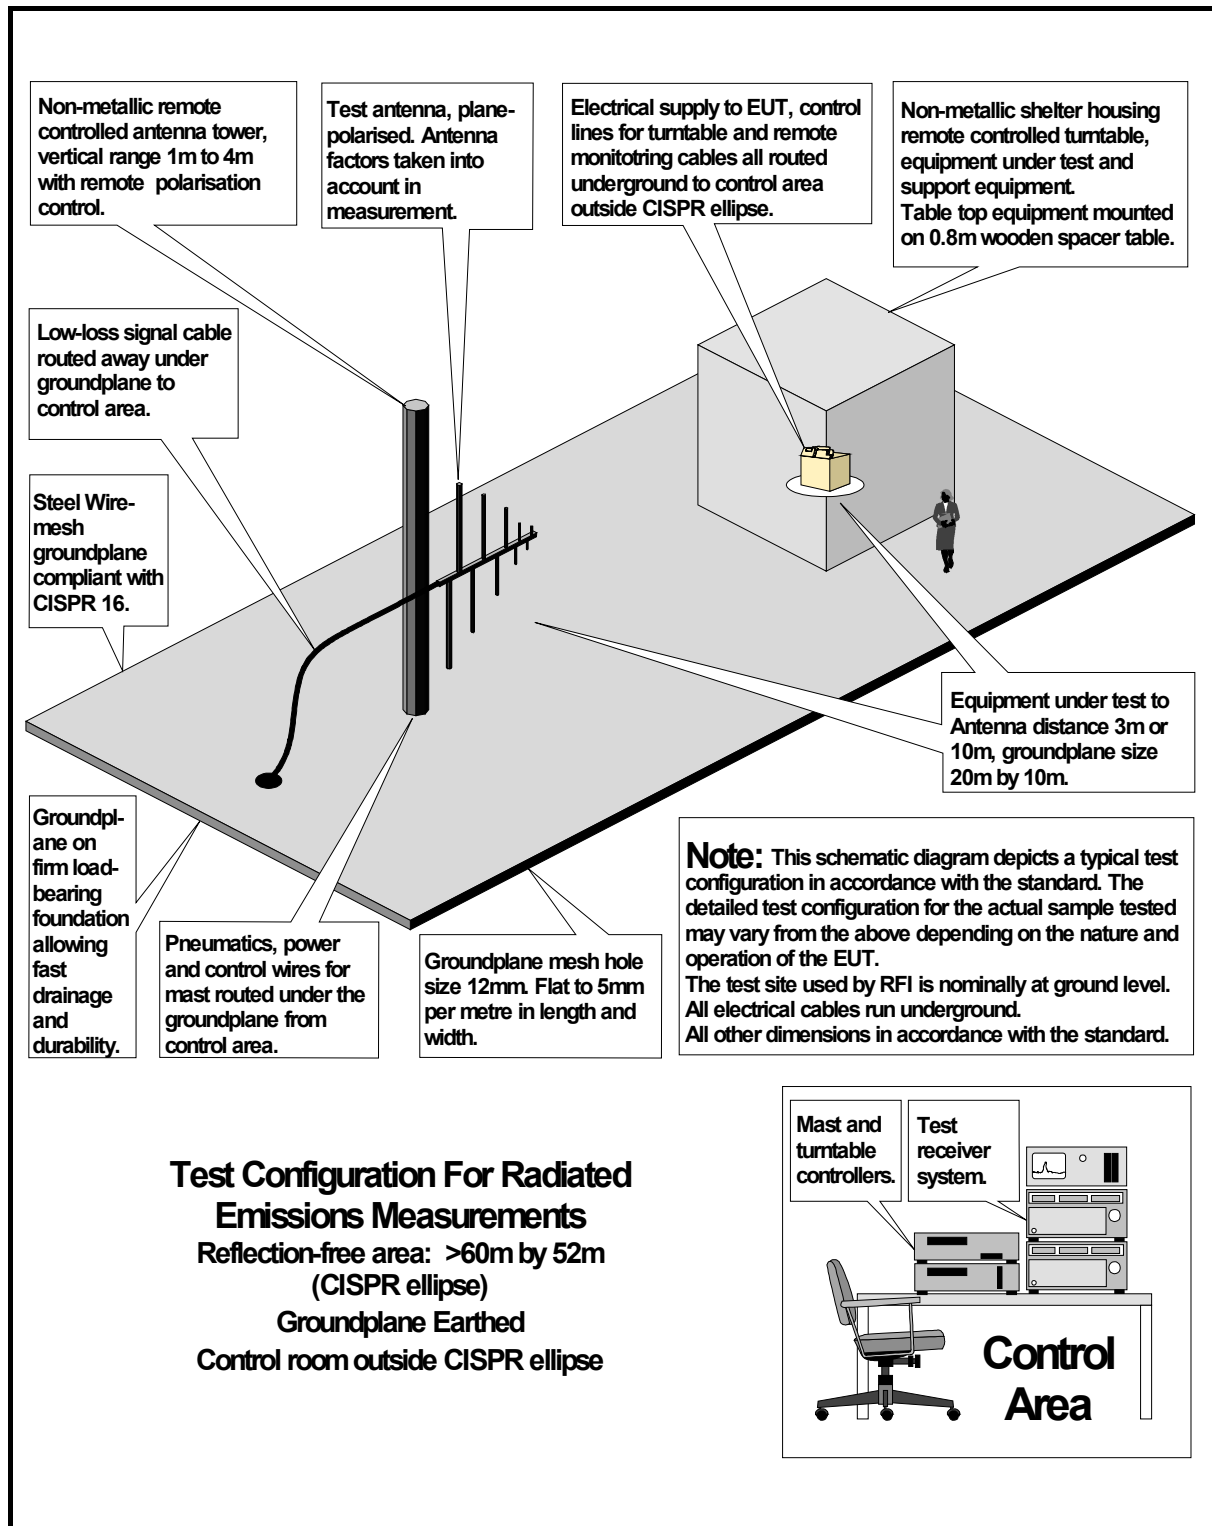 Non-metallic remote
controlled antenna tower,
vertical range 1m to 4m
with remote polarisation
control.
Test antenna, plane-
polarised. Antenna
factors taken into
account in
measurement.
Electrical supply to EUT, control
lines for turntable and remote
monitotring cables all routed
underground to control area
outside CISPR ellipse.
Non-metallic shelter housing
remote controlled turntable,
equipment under test and
support equipment.
Table top equipment mounted
on 0.8m wooden spacer table.
Low-loss signal cable
routed away under
groundplane to
control area.
Steel Wire-
mesh
groundplane
compliant with
CISPR 16.
Equipment under test to
Antenna distance 3m or
10m, groundplane size
20m by 10m.
Groundpl-
ane on
firm load-
bearing
foundation
allowing
fast
drainage
and
durability.
Pneumatics, power
and control wires for
mast routed under the
groundplane from
control area.
Groundplane mesh hole
size 12mm. Flat to 5mm
per metre in length and
width.
Note: This schematic diagram depicts a typical test
configuration in accordance with the standard. The
detailed test configuration for the actual sample tested
may vary from the above depending on the nature and
operation of the EUT.
The test site used by RFI is nominally at ground level.
All electrical cables run underground.
All other dimensions in accordance with the standard.
Test Configuration For Radiated
Emissions Measurements
Reflection-free area: >60m by 52m
(CISPR ellipse)
Groundplane Earthed
Control room outside CISPR ellipse
Mast and
turntable
controllers.
Test
receiver
system.
Control
Area